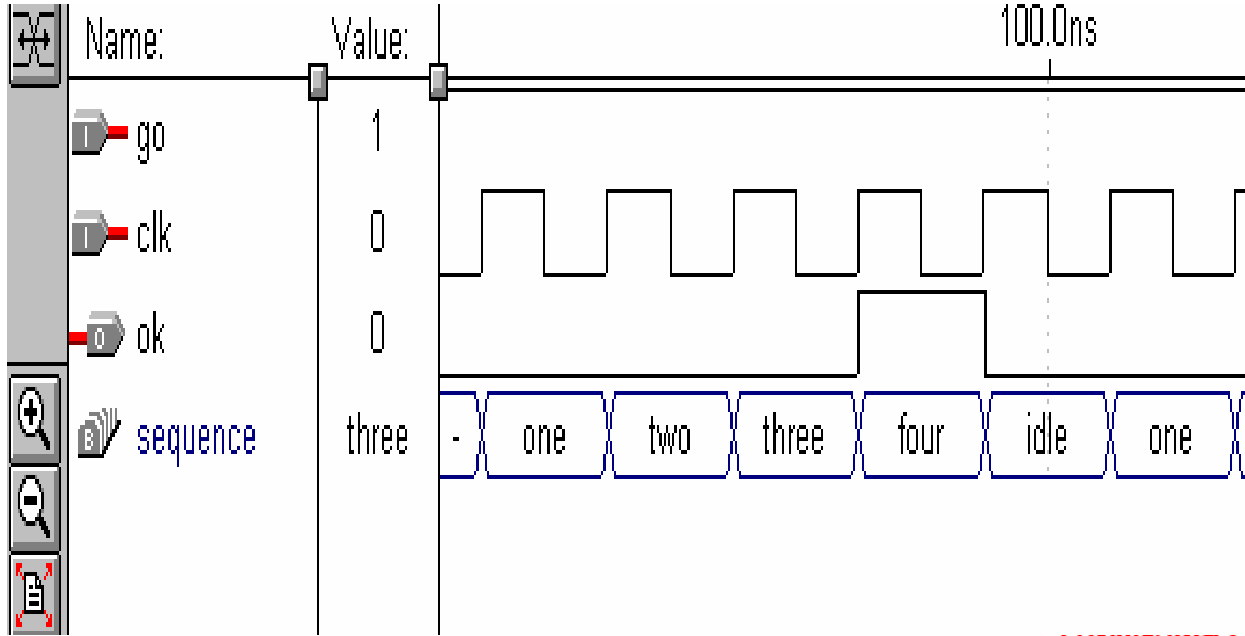 Name: Value: 100.0ns
I go 1
I clk 0
O ok 0
B sequence three - one two three four idle one